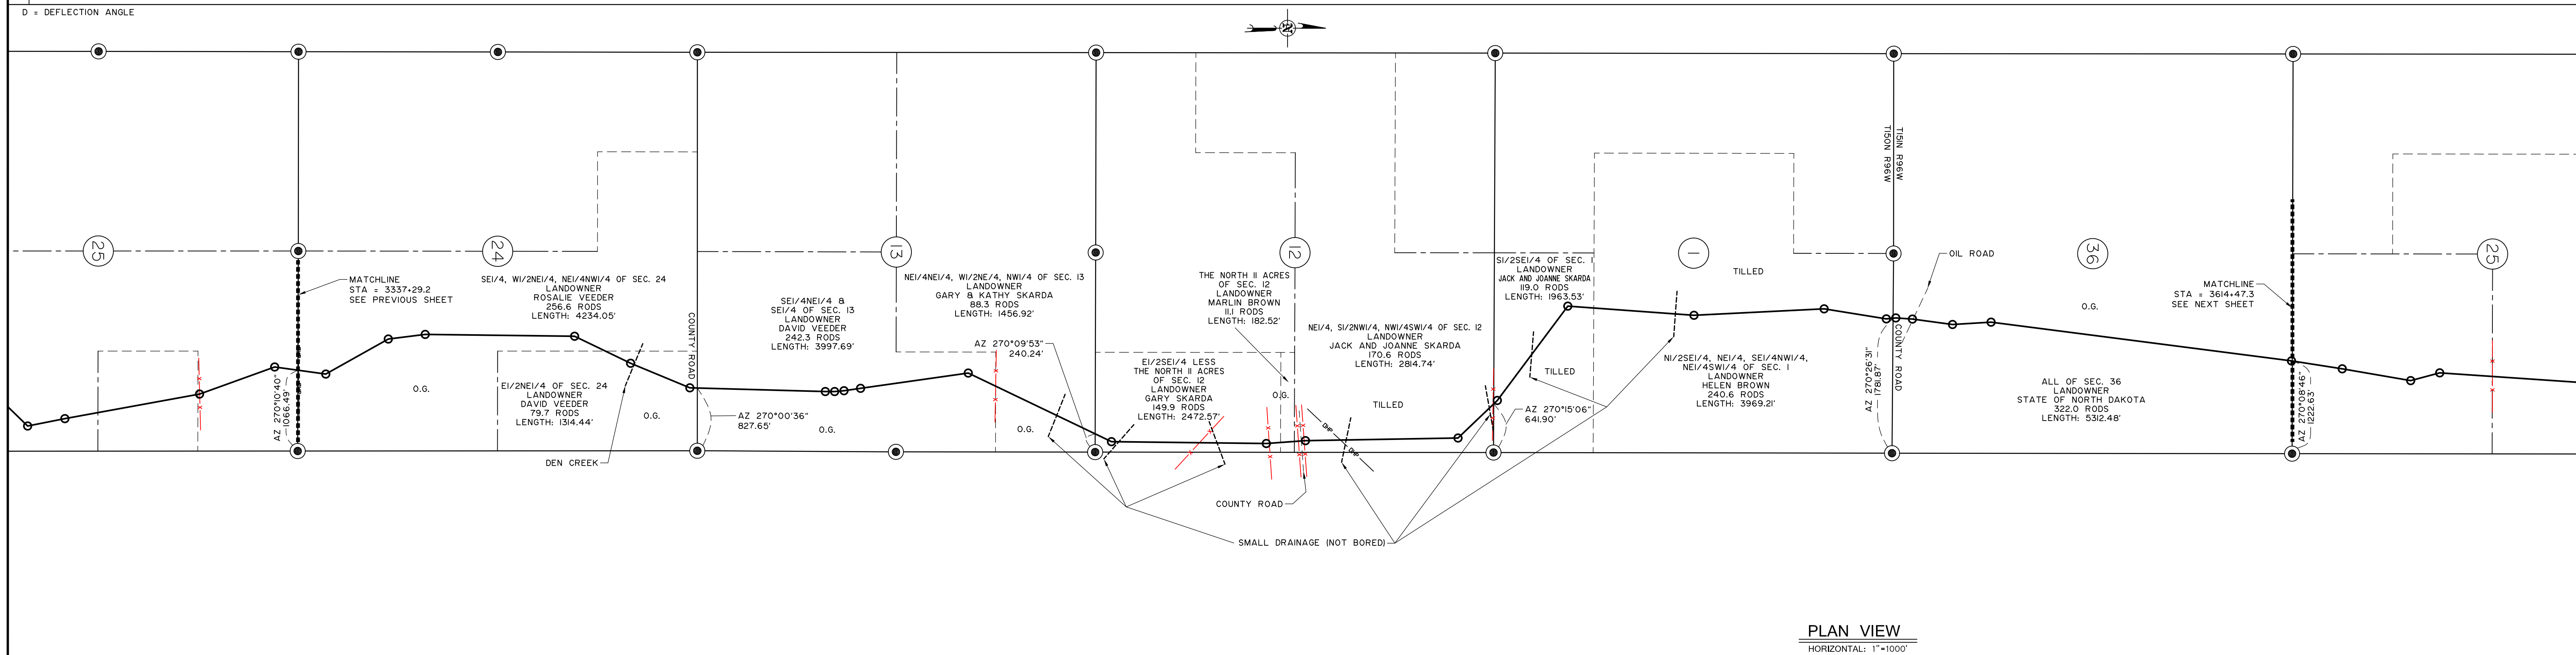 D = DEFLECTION ANGLE
N
25
MATCHLINE
STA = 3337+29.2
SEE PREVIOUS SHEET
AZ 270°10'40"
1066.49'
O.G.
24
SE1/4, W1/2NE1/4, NE1/4NW1/4 OF SEC. 24
LANDOWNER
ROSALIE VEEDER
256.6 RODS
LENGTH: 4234.05'
E1/2NE1/4 OF SEC. 24
LANDOWNER
DAVID VEEDER
79.7 RODS
LENGTH: 1314.44'
DEN CREEK
O.G.
COUNTY ROAD
AZ 270°00'36"
827.65'
SE1/4NE1/4 &
SE1/4 OF SEC. 13
LANDOWNER
DAVID VEEDER
242.3 RODS
LENGTH: 3997.69'
O.G.
13
NE1/4NE1/4, W1/2NE/4, NW1/4 OF SEC. 13
LANDOWNER
GARY & KATHY SKARDA
88.3 RODS
LENGTH: 1456.92'
AZ 270°09'53"
240.24'
O.G.
E1/2SE1/4 LESS
THE NORTH 11 ACRES
OF SEC. 12
LANDOWNER
GARY SKARDA
149.9 RODS
LENGTH: 2472.57'
THE NORTH 11 ACRES
OF SEC. 12
LANDOWNER
MARLIN BROWN
11.1 RODS
LENGTH: 182.52'
12
O.G.
COUNTY ROAD
NE1/4, S1/2NW1/4, NW1/4SW1/4 OF SEC. 12
LANDOWNER
JACK AND JOANNE SKARDA
170.6 RODS
LENGTH: 2814.74'
TILLED
OHP
OHP
SMALL DRAINAGE (NOT BORED)
S1/2SE1/4 OF SEC. 1
LANDOWNER
JACK AND JOANNE SKARDA
119.0 RODS
LENGTH: 1963.53'
AZ 270°15'06"
641.90'
TILLED
1
TILLED
N1/2SE1/4, NE1/4, SE1/4NW1/4,
NE1/4SW1/4 OF SEC. 1
LANDOWNER
HELEN BROWN
240.6 RODS
LENGTH: 3969.21'
T150N R96W
T151N R96W
AZ 270°26'31"
1781.87'
COUNTY ROAD
OIL ROAD
36
O.G.
ALL OF SEC. 36
LANDOWNER
STATE OF NORTH DAKOTA
322.0 RODS
LENGTH: 5312.48'
MATCHLINE
STA = 3614+47.3
SEE NEXT SHEET
AZ 270°08'46"
1222.63'
25
PLAN VIEW
HORIZONTAL: 1"=1000'